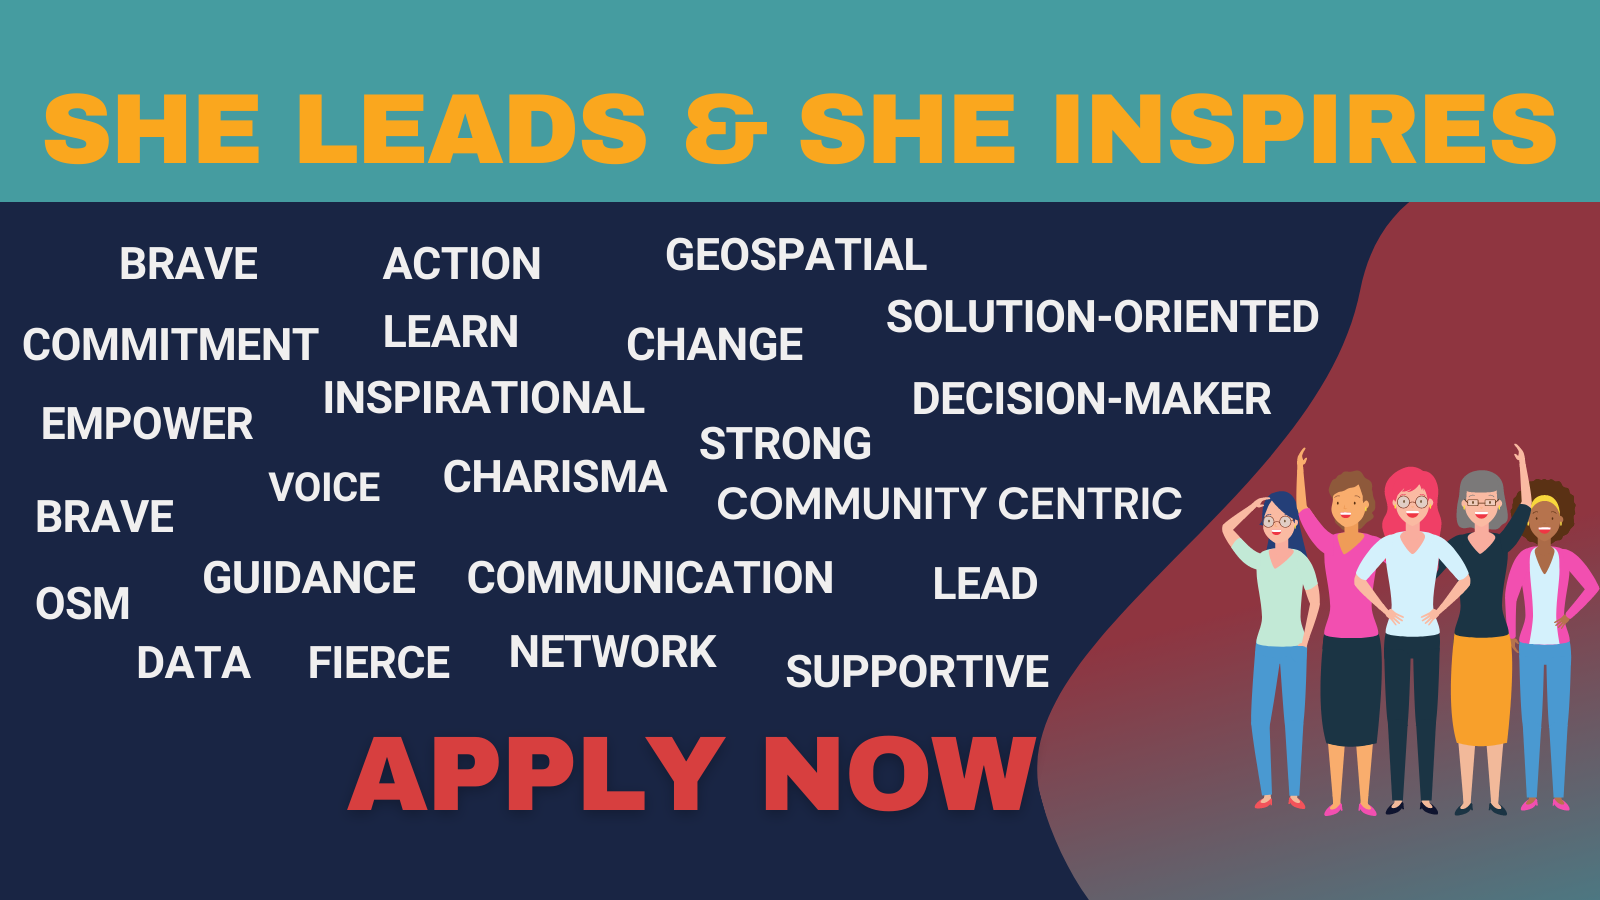 SHE LEADS & SHE INSPIRES
BRAVE
ACTION
GEOSPATIAL
COMMITMENT
LEARN
CHANGE
SOLUTION-ORIENTED
EMPOWER
INSPIRATIONAL
DECISION-MAKER
STRONG
VOICE
CHARISMA
BRAVE
COMMUNITY CENTRIC
GUIDANCE
COMMUNICATION
LEAD
OSM
DATA
FIERCE
NETWORK
SUPPORTIVE
APPLY NOW